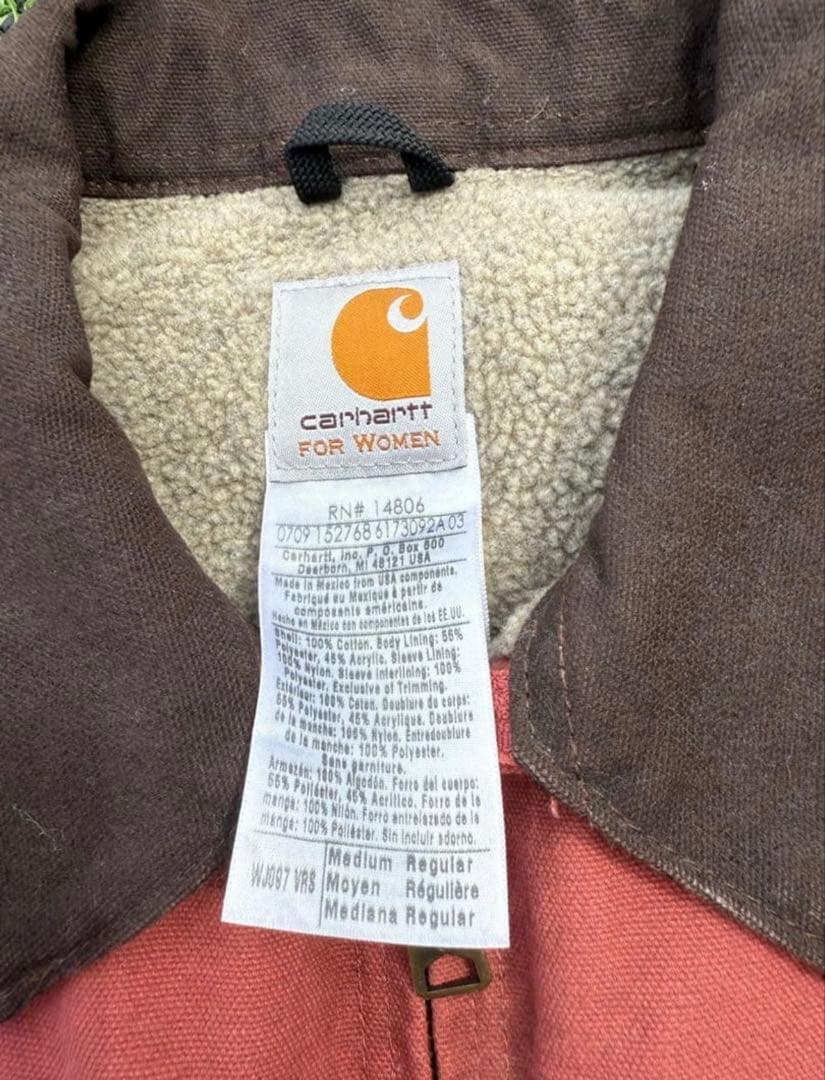 carhartt
FOR WOMEN
RN# 14806
0709 152768 6173092A 03
Carhartt, Inc. P. O. Box 600
Dearborn, MI 48121 USA
Made in Mexico from USA components.
Fabriqué au Mexique à partir de
composants américains.
Hecho en México con componentes de los EE.UU.
Shell: 100% Cotton. Body Lining: 55%
Polyester, 45% Acrylic. Sleeve Lining:
100% Nylon. Sleeve Interlining: 100%
Polyester. Exclusive of Trimming.
Extérieur: 100% Coton. Doublure du corps:
55% Polyester, 45% Acrylique. Doublure
de la manche: 100% Nylon. Entredoublure
de la manche: 100% Polyester.
Sans garniture.
Armazón: 100% Algodón. Forro del cuerpo:
55% Poliéster, 45% Acrílico. Forro de la
manga: 100% Nilón. Forro entrelazado de la
manga: 100% Poliéster. Sin incluir adorno.
WJ097 VRS
Medium Regular
Moyen Régulière
Mediana Regular